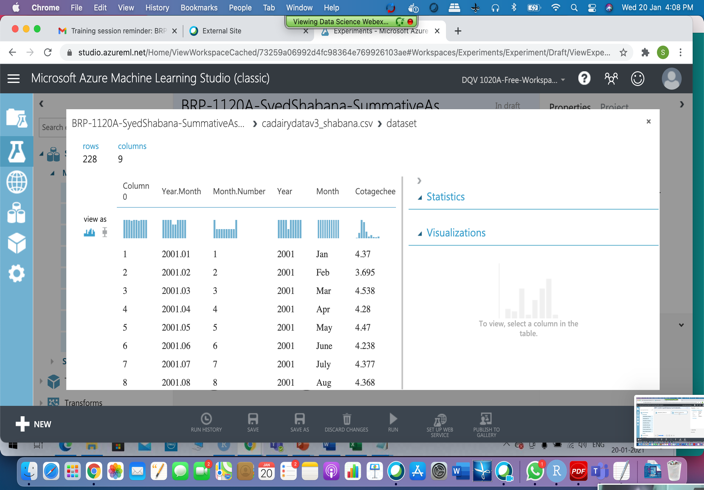 Chrome File Edit View History Bookmarks People Tab Window Help
Wed 20 Jan 4:08 PM
Viewing Data Science Webex...
Training session reminder: BRP
External Site
Experiments - Microsoft Azure
studio.azureml.net/Home/ViewWorkspaceCached/73259a06992d4fc98364e769926103ae#Workspaces/Experiments/Experiment/Draft/ViewExpe...
S
Microsoft Azure Machine Learning Studio (classic)
DQV 1020A-Free-Workspa...
BRP-1120A-SyedShabana-SummativeAs
In draft
Properties Project
Search
BRP-1120A-SyedShabana-SummativeAs... > cadairydatav3_shabana.csv > dataset
rows
columns
228
9
Column 0
Year.Month
Month.Number
Year
Month
Cotagechee
view as
1 2001.01 1 2001 Jan 4.37
2 2001.02 2 2001 Feb 3.695
3 2001.03 3 2001 Mar 4.538
4 2001.04 4 2001 Apr 4.28
5 2001.05 5 2001 May 4.47
6 2001.06 6 2001 June 4.238
7 2001.07 7 2001 July 4.377
8 2001.08 8 2001 Aug 4.368
Statistics
Visualizations
To view, select a column in the
table.
Transforms
NEW
RUN HISTORY
SAVE
SAVE AS
DISCARD CHANGES
RUN
SET UP WEB SERVICE
PUBLISH TO GALLERY
ENG
20-01-2021